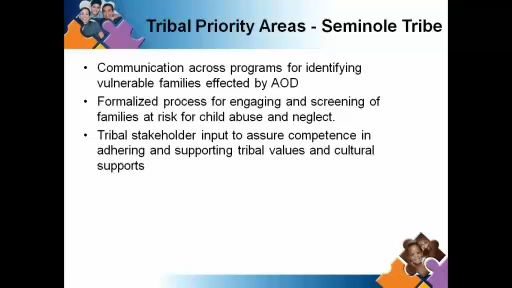 Tribal Priority Areas - Seminole Tribe
• Communication across programs for identifying
vulnerable families effected by AOD
• Formalized process for engaging and screening of
families at risk for child abuse and neglect.
• Tribal stakeholder input to assure competence in
adhering and supporting tribal values and cultural
supports